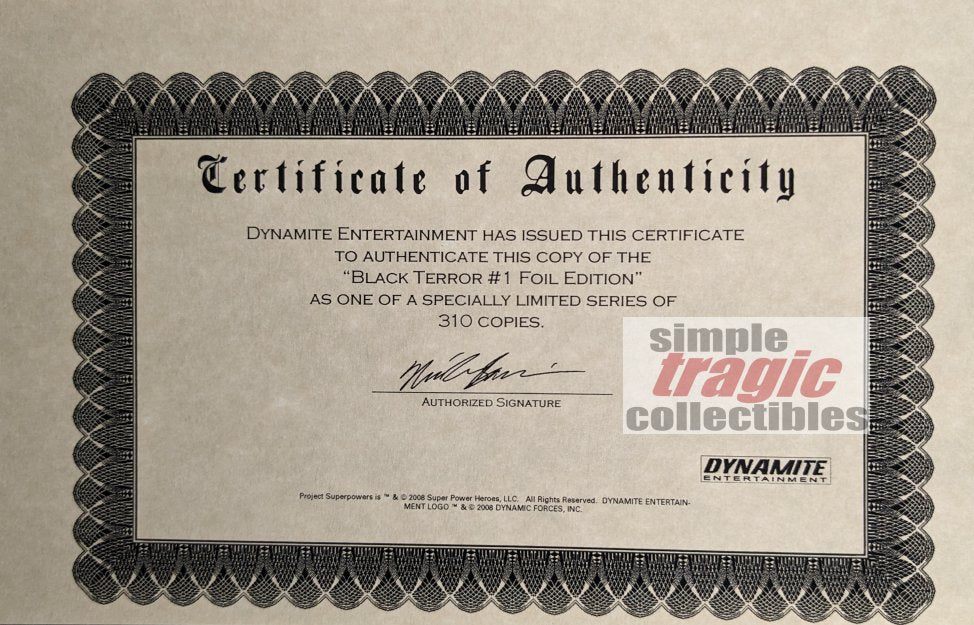 Certificate of Authenticity
DYNAMITE ENTERTAINMENT HAS ISSUED THIS CERTIFICATE
TO AUTHENTICATE THIS COPY OF THE
“BLACK TERROR #1 FOIL EDITION”
AS ONE OF A SPECIALLY LIMITED SERIES OF
310 COPIES.
AUTHORIZED SIGNATURE
simple
tragic
collectibles
DYNAMITE
ENTERTAINMENT
Project Superpowers is ™ & © 2008 Super Power Heroes, LLC. All Rights Reserved. DYNAMITE ENTERTAIN-
MENT LOGO ™ & © 2008 DYNAMIC FORCES, INC.